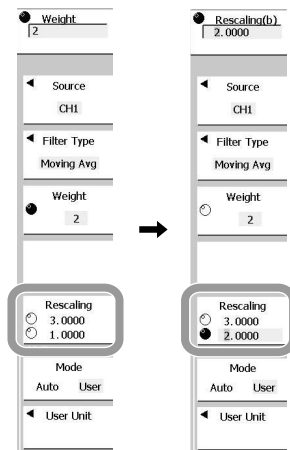 Weight
2
Source
CH1
Filter Type
Moving Avg
Weight
2
Rescaling
3.0000
1.0000
Mode
Auto User
User Unit
Rescaling(b)
2.0000
Source
CH1
Filter Type
Moving Avg
Weight
2
Rescaling
3.0000
2.0000
Mode
Auto User
User Unit